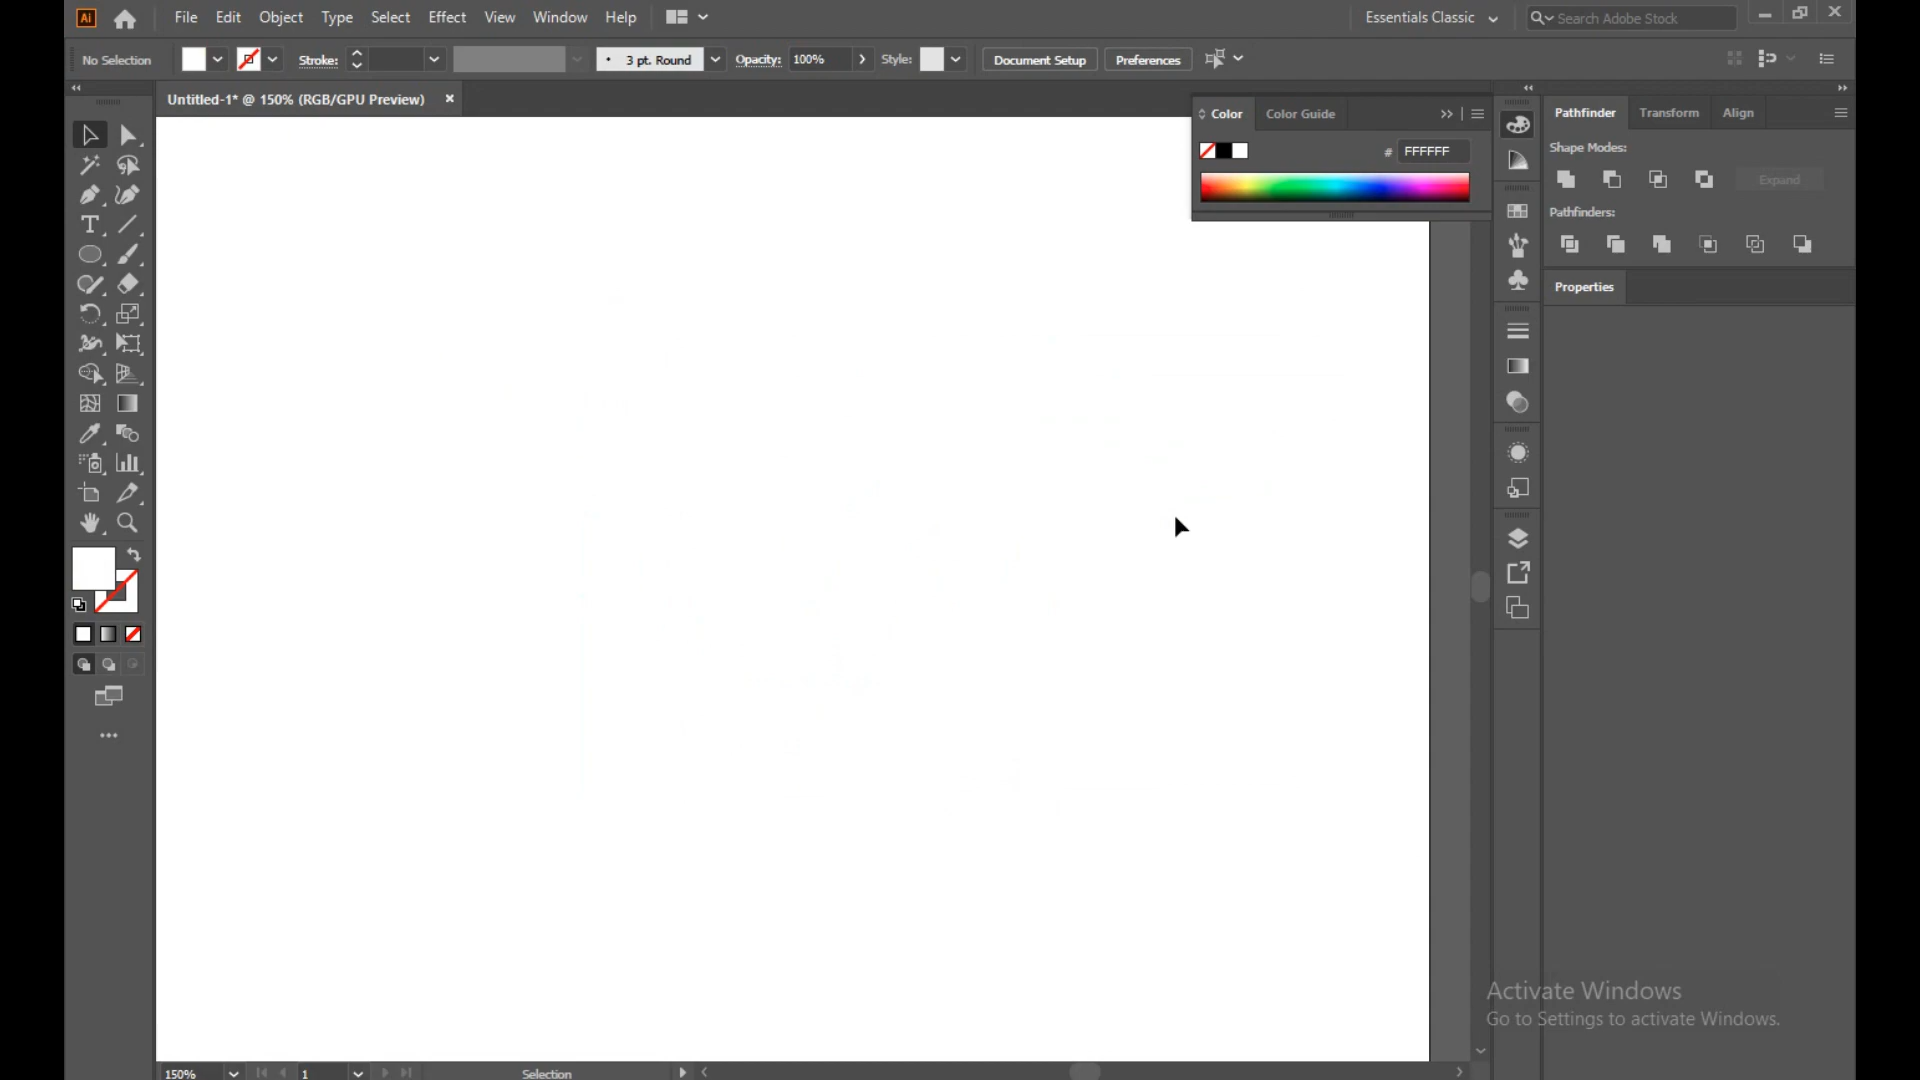 Ai File Edit Object Type Select Effect View Window Help Essentials Classic Search Adobe Stock
No Selection Stroke: 3 pt. Round Opacity: 100% Style: Document Setup Preferences
Untitled-1* @ 150% (RGB/GPU Preview)
Color Color Guide
# FFFFFF
Pathfinder Transform Align
Shape Modes:
Expand
Pathfinders:
Properties
Activate Windows
Go to Settings to activate Windows.
150% 1 Selection